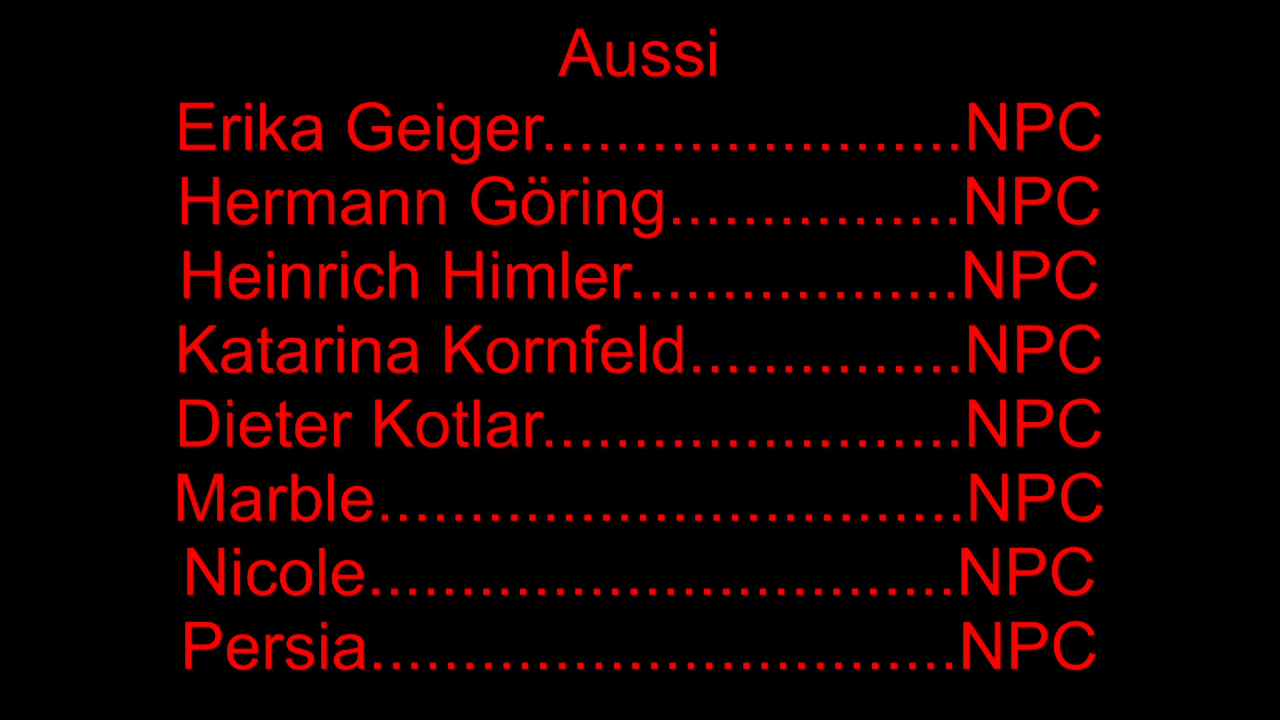 Aussi
Erika Geiger.......................NPC
Hermann Göring................NPC
Heinrich Himler..................NPC
Katarina Kornfeld...............NPC
Dieter Kotlar.......................NPC
Marble................................NPC
Nicole................................NPC
Persia................................NPC